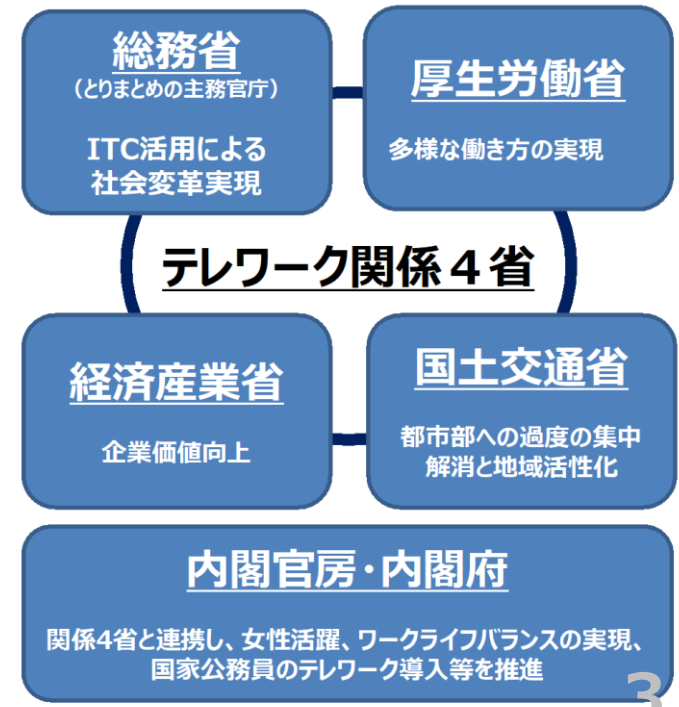 総務省
（とりまとめの主務官庁）
ITC活用による
社会変革実現
厚生労働省
多様な働き方の実現
テレワーク関係４省
経済産業省
企業価値向上
国土交通省
都市部への過度の集中
解消と地域活性化
内閣官房・内閣府
関係4省と連携し、女性活躍、ワークライフバランスの実現、
国家公務員のテレワーク導入等を推進
3